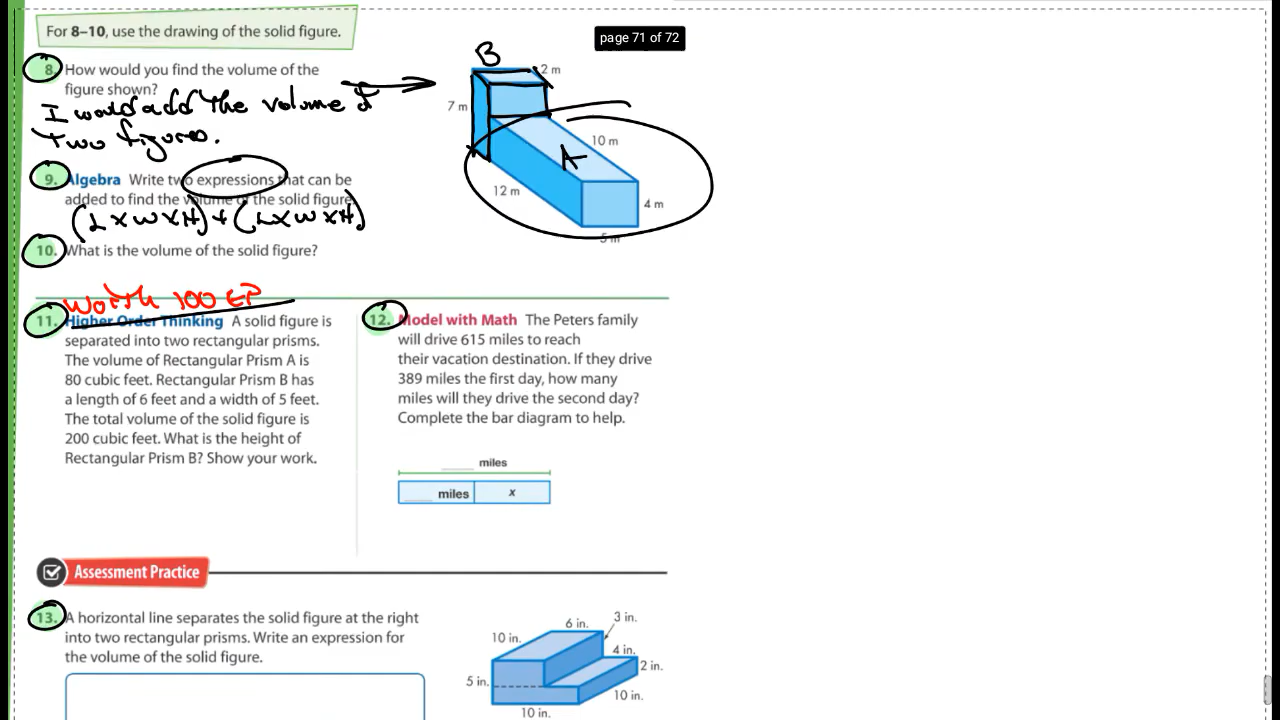 For 8–10, use the drawing of the solid figure.
page 71 of 72
8. How would you find the volume of the
figure shown?
I would add the volume of
two figures.
B
2 m
7 m
10 m
A
12 m
4 m
5 m
9. Algebra Write two expressions that can be
added to find the volume of the solid figure.
(L x W x H) + (L x W x H)
10. What is the volume of the solid figure?
Worth 100 EP
11. Higher Order Thinking A solid figure is
separated into two rectangular prisms.
The volume of Rectangular Prism A is
80 cubic feet. Rectangular Prism B has
a length of 6 feet and a width of 5 feet.
The total volume of the solid figure is
200 cubic feet. What is the height of
Rectangular Prism B? Show your work.
12. Model with Math The Peters family
will drive 615 miles to reach
their vacation destination. If they drive
389 miles the first day, how many
miles will they drive the second day?
Complete the bar diagram to help.
____ miles
____ miles x
Assessment Practice
13. A horizontal line separates the solid figure at the right
into two rectangular prisms. Write an expression for
the volume of the solid figure.
3 in.
6 in.
10 in.
4 in.
2 in.
5 in.
10 in.
10 in.